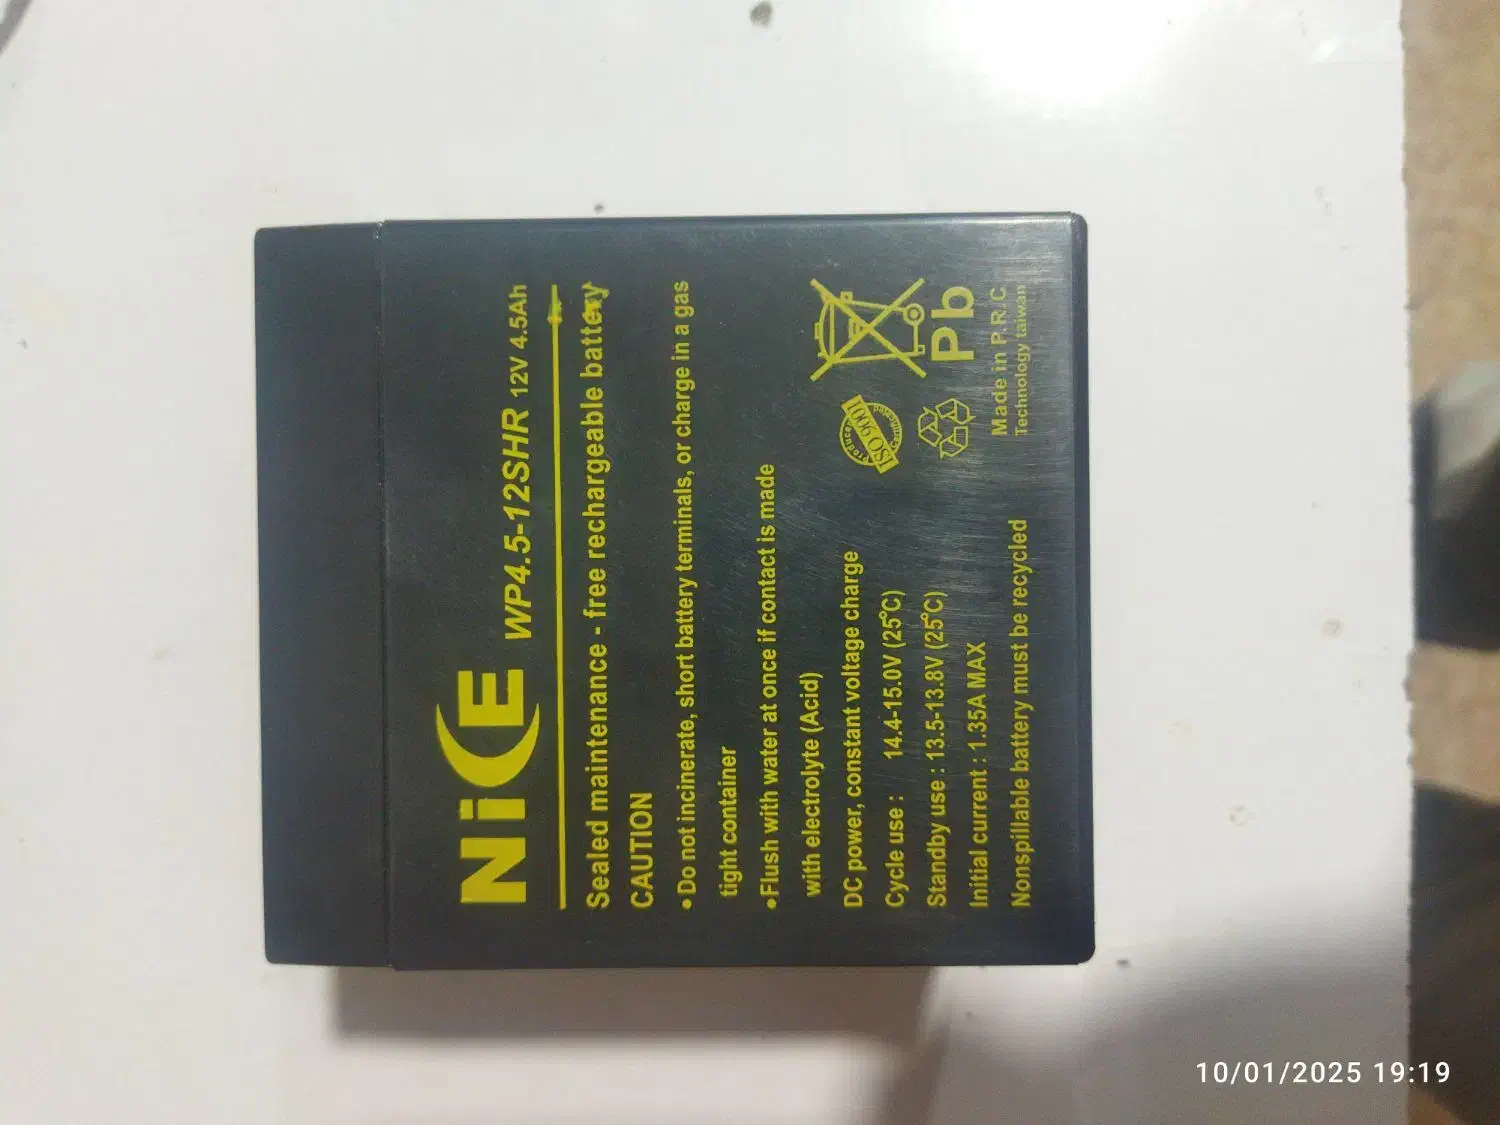 NiCE WP4.5-12SHR 12V 4.5Ah
Sealed maintenance - free rechargeable battery
CAUTION
•Do not incinerate, short battery terminals, or charge in a gas
tight container
•Flush with water at once if contact is made
with electrolyte (Acid)
DC power, constant voltage charge
Cycle use : 14.4-15.0V (25°C)
Standby use : 13.5-13.8V (25°C)
Initial current : 1.35A MAX
Nonspillable battery must be recycled
Producer
ISO 9001
Certificated
Pb
Made in P.R.C
Technology taiwan
10/01/2025 19:19